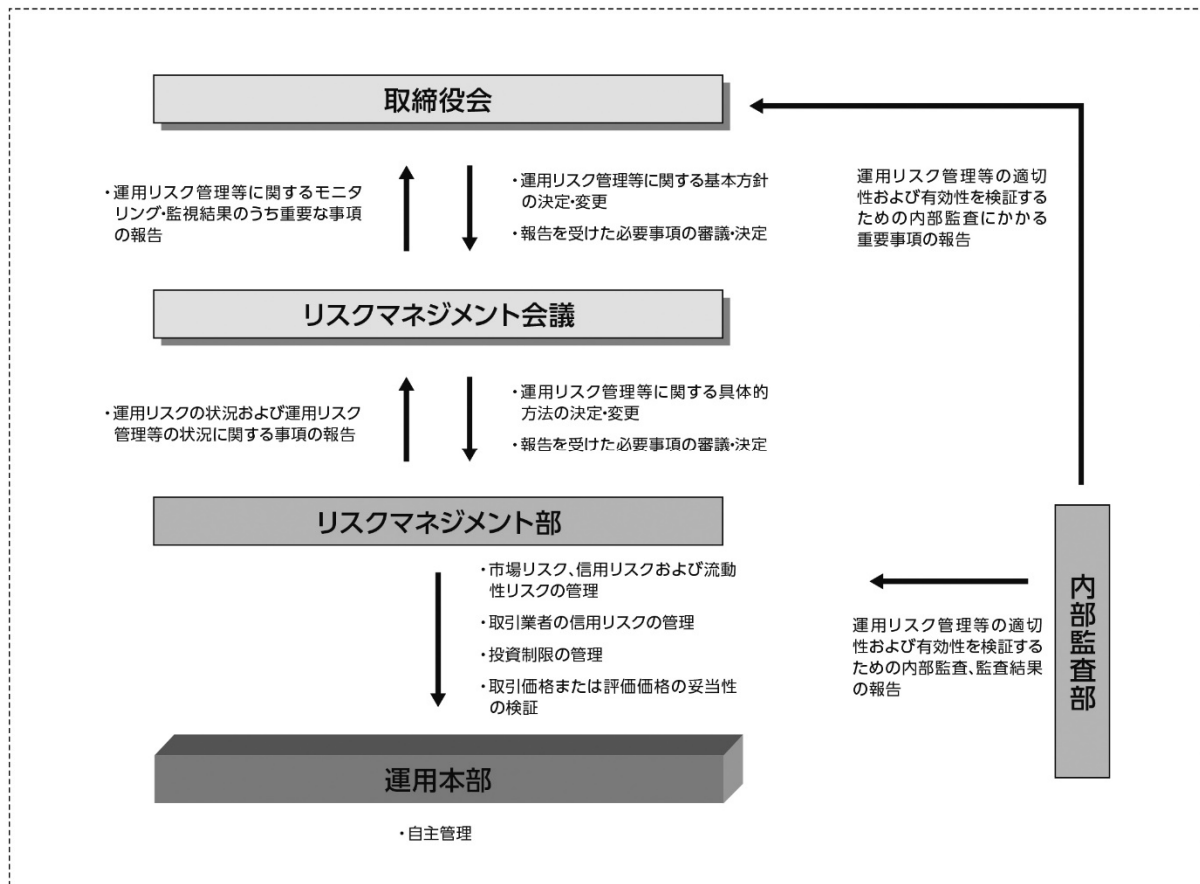 取締役会
・運用リスク管理等に関するモニタ
リング・監視結果のうち重要な事項
の報告
・運用リスク管理等に関する基本方針
の決定・変更
・報告を受けた必要事項の審議・決定
運用リスク管理等の適切
性および有効性を検証する
ための内部監査にかかる
重要事項の報告
リスクマネジメント会議
・運用リスクの状況および運用リスク
管理等の状況に関する事項の報告
・運用リスク管理等に関する具体的
方法の決定・変更
・報告を受けた必要事項の審議・決定
リスクマネジメント部
・市場リスク、信用リスクおよび流動
性リスクの管理
・取引業者の信用リスクの管理
・投資制限の管理
・取引価格または評価価格の妥当性
の検証
運用リスク管理等の適切
性および有効性を検証する
ための内部監査、監査結果
の報告
内部監査部
運用本部
・自主管理